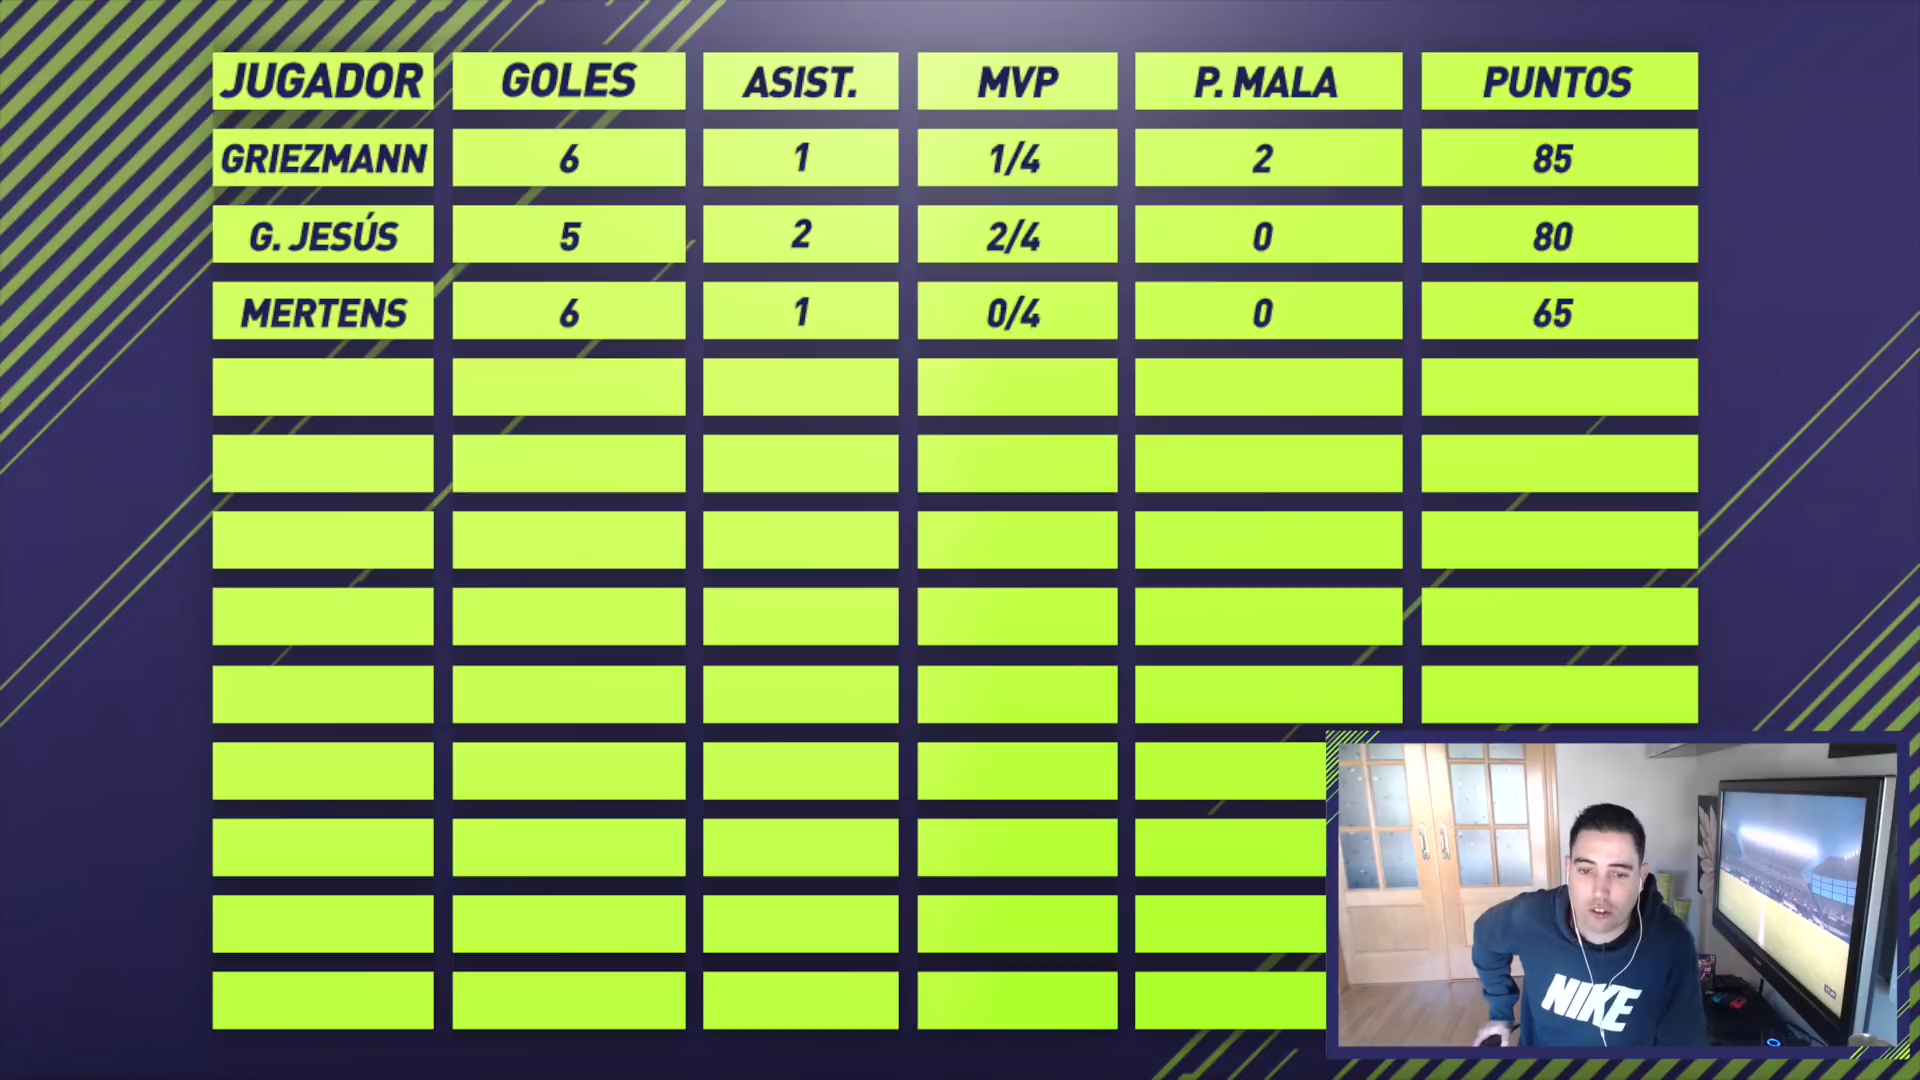 JUGADOR GOLES ASIST. MVP P. MALA PUNTOS
GRIEZMANN 6 1 1/4 2 85
G. JESÚS 5 2 2/4 0 80
MERTENS 6 1 0/4 0 65
NIKE